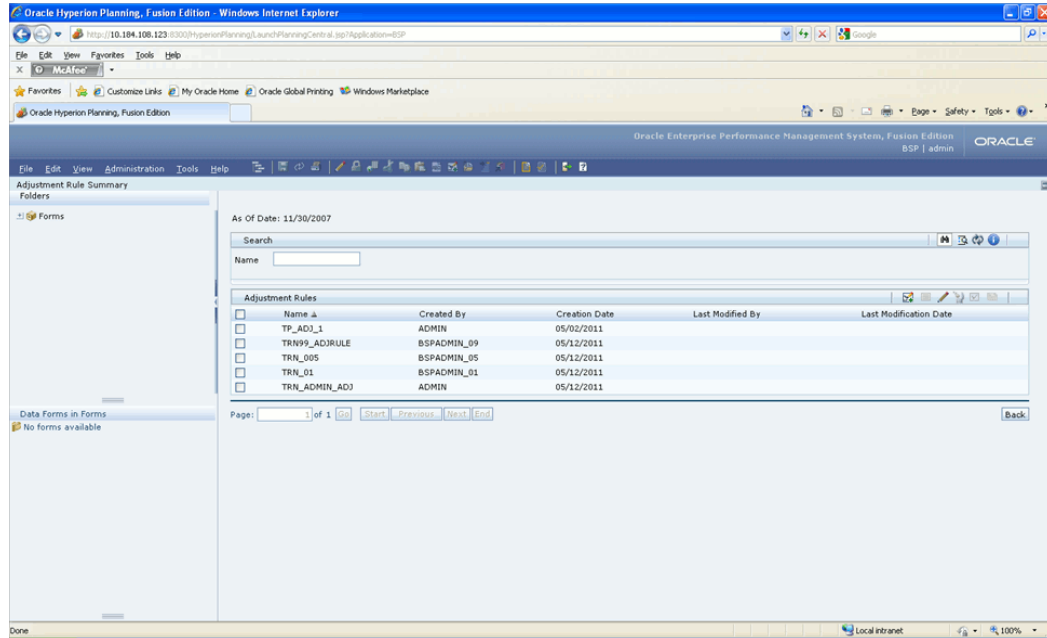 Oracle Hyperion Planning, Fusion Edition - Windows Internet Explorer
http://10.184.108.123:8300/HyperionPlanning/LaunchPlanningCentral.jsp?Application=BSP
Google
File Edit View Favorites Tools Help
McAfee
Favorites Customize Links My Oracle Home Oracle Global Printing Windows Marketplace
Oracle Hyperion Planning, Fusion Edition
Page Safety Tools
Oracle Enterprise Performance Management System, Fusion Edition
BSP | admin
ORACLE
File Edit View Administration Tools Help
Adjustment Rule Summary
Folders
Forms
As Of Date: 11/30/2007
Search
Name
Adjustment Rules
Name Created By Creation Date Last Modified By Last Modification Date
TP_ADJ_1 ADMIN 05/02/2011
TRN99_ADJRULE BSPADMIN_09 05/12/2011
TRN_005 BSPADMIN_05 05/12/2011
TRN_01 BSPADMIN_01 05/12/2011
TRN_ADMIN_ADJ ADMIN 05/12/2011
Page: 1 of 1 Go Start Previous Next End
Back
Data Forms in Forms
No forms available
Done
Local intranet
100%